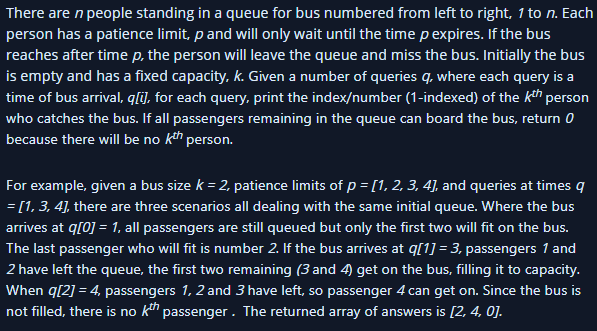 There are n people standing in a queue for bus numbered from left to right, 1 to n. Each
person has a patience limit, p and will only wait until the time p expires. If the bus
reaches after time p, the person will leave the queue and miss the bus. Initially the bus
is empty and has a fixed capacity, k. Given a number of queries q, where each query is a
time of bus arrival, q[i], for each query, print the index/number (1-indexed) of the kth person
who catches the bus. If all passengers remaining in the queue can board the bus, return 0
because there will be no kth person.
For example, given a bus size k = 2, patience limits of p = [1, 2, 3, 4], and queries at times q
= [1, 3, 4], there are three scenarios all dealing with the same initial queue. Where the bus
arrives at q[0] = 1, all passengers are still queued but only the first two will fit on the bus.
The last passenger who will fit is number 2. If the bus arrives at q[1] = 3, passengers 1 and
2 have left the queue, the first two remaining (3 and 4) get on the bus, filling it to capacity.
When q[2] = 4, passengers 1, 2 and 3 have left, so passenger 4 can get on. Since the bus is
not filled, there is no kth passenger . The returned array of answers is [2, 4, 0].